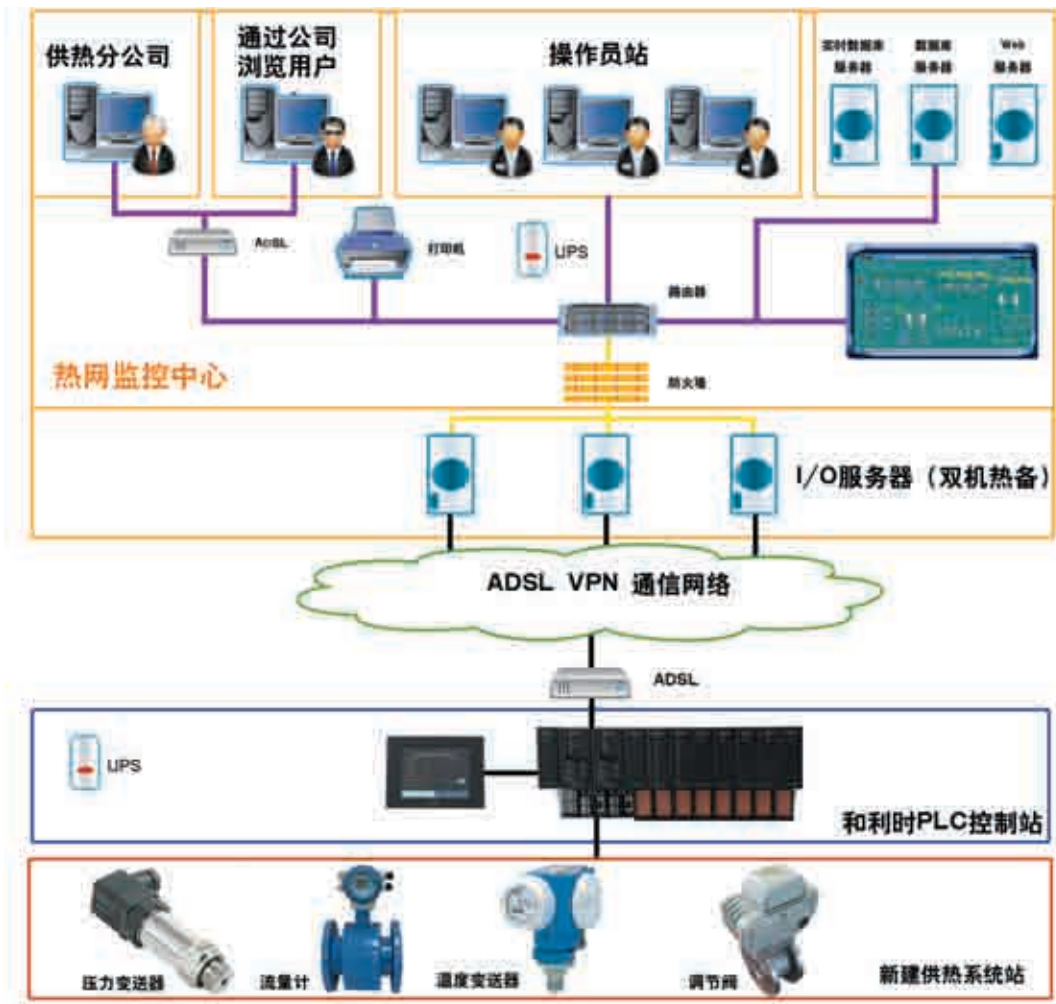 供热分公司
通过公司
浏览用户
操作员站
实时数据库
服务器
数据库
服务器
Web
服务器
ADSL
打印机
UPS
路由器
热网监控中心
防火墙
I/O服务器（双机热备）
ADSL VPN 通信网络
ADSL
UPS
和利时PLC控制站
压力变送器
流量计
温度变送器
调节阀
新建供热系统站